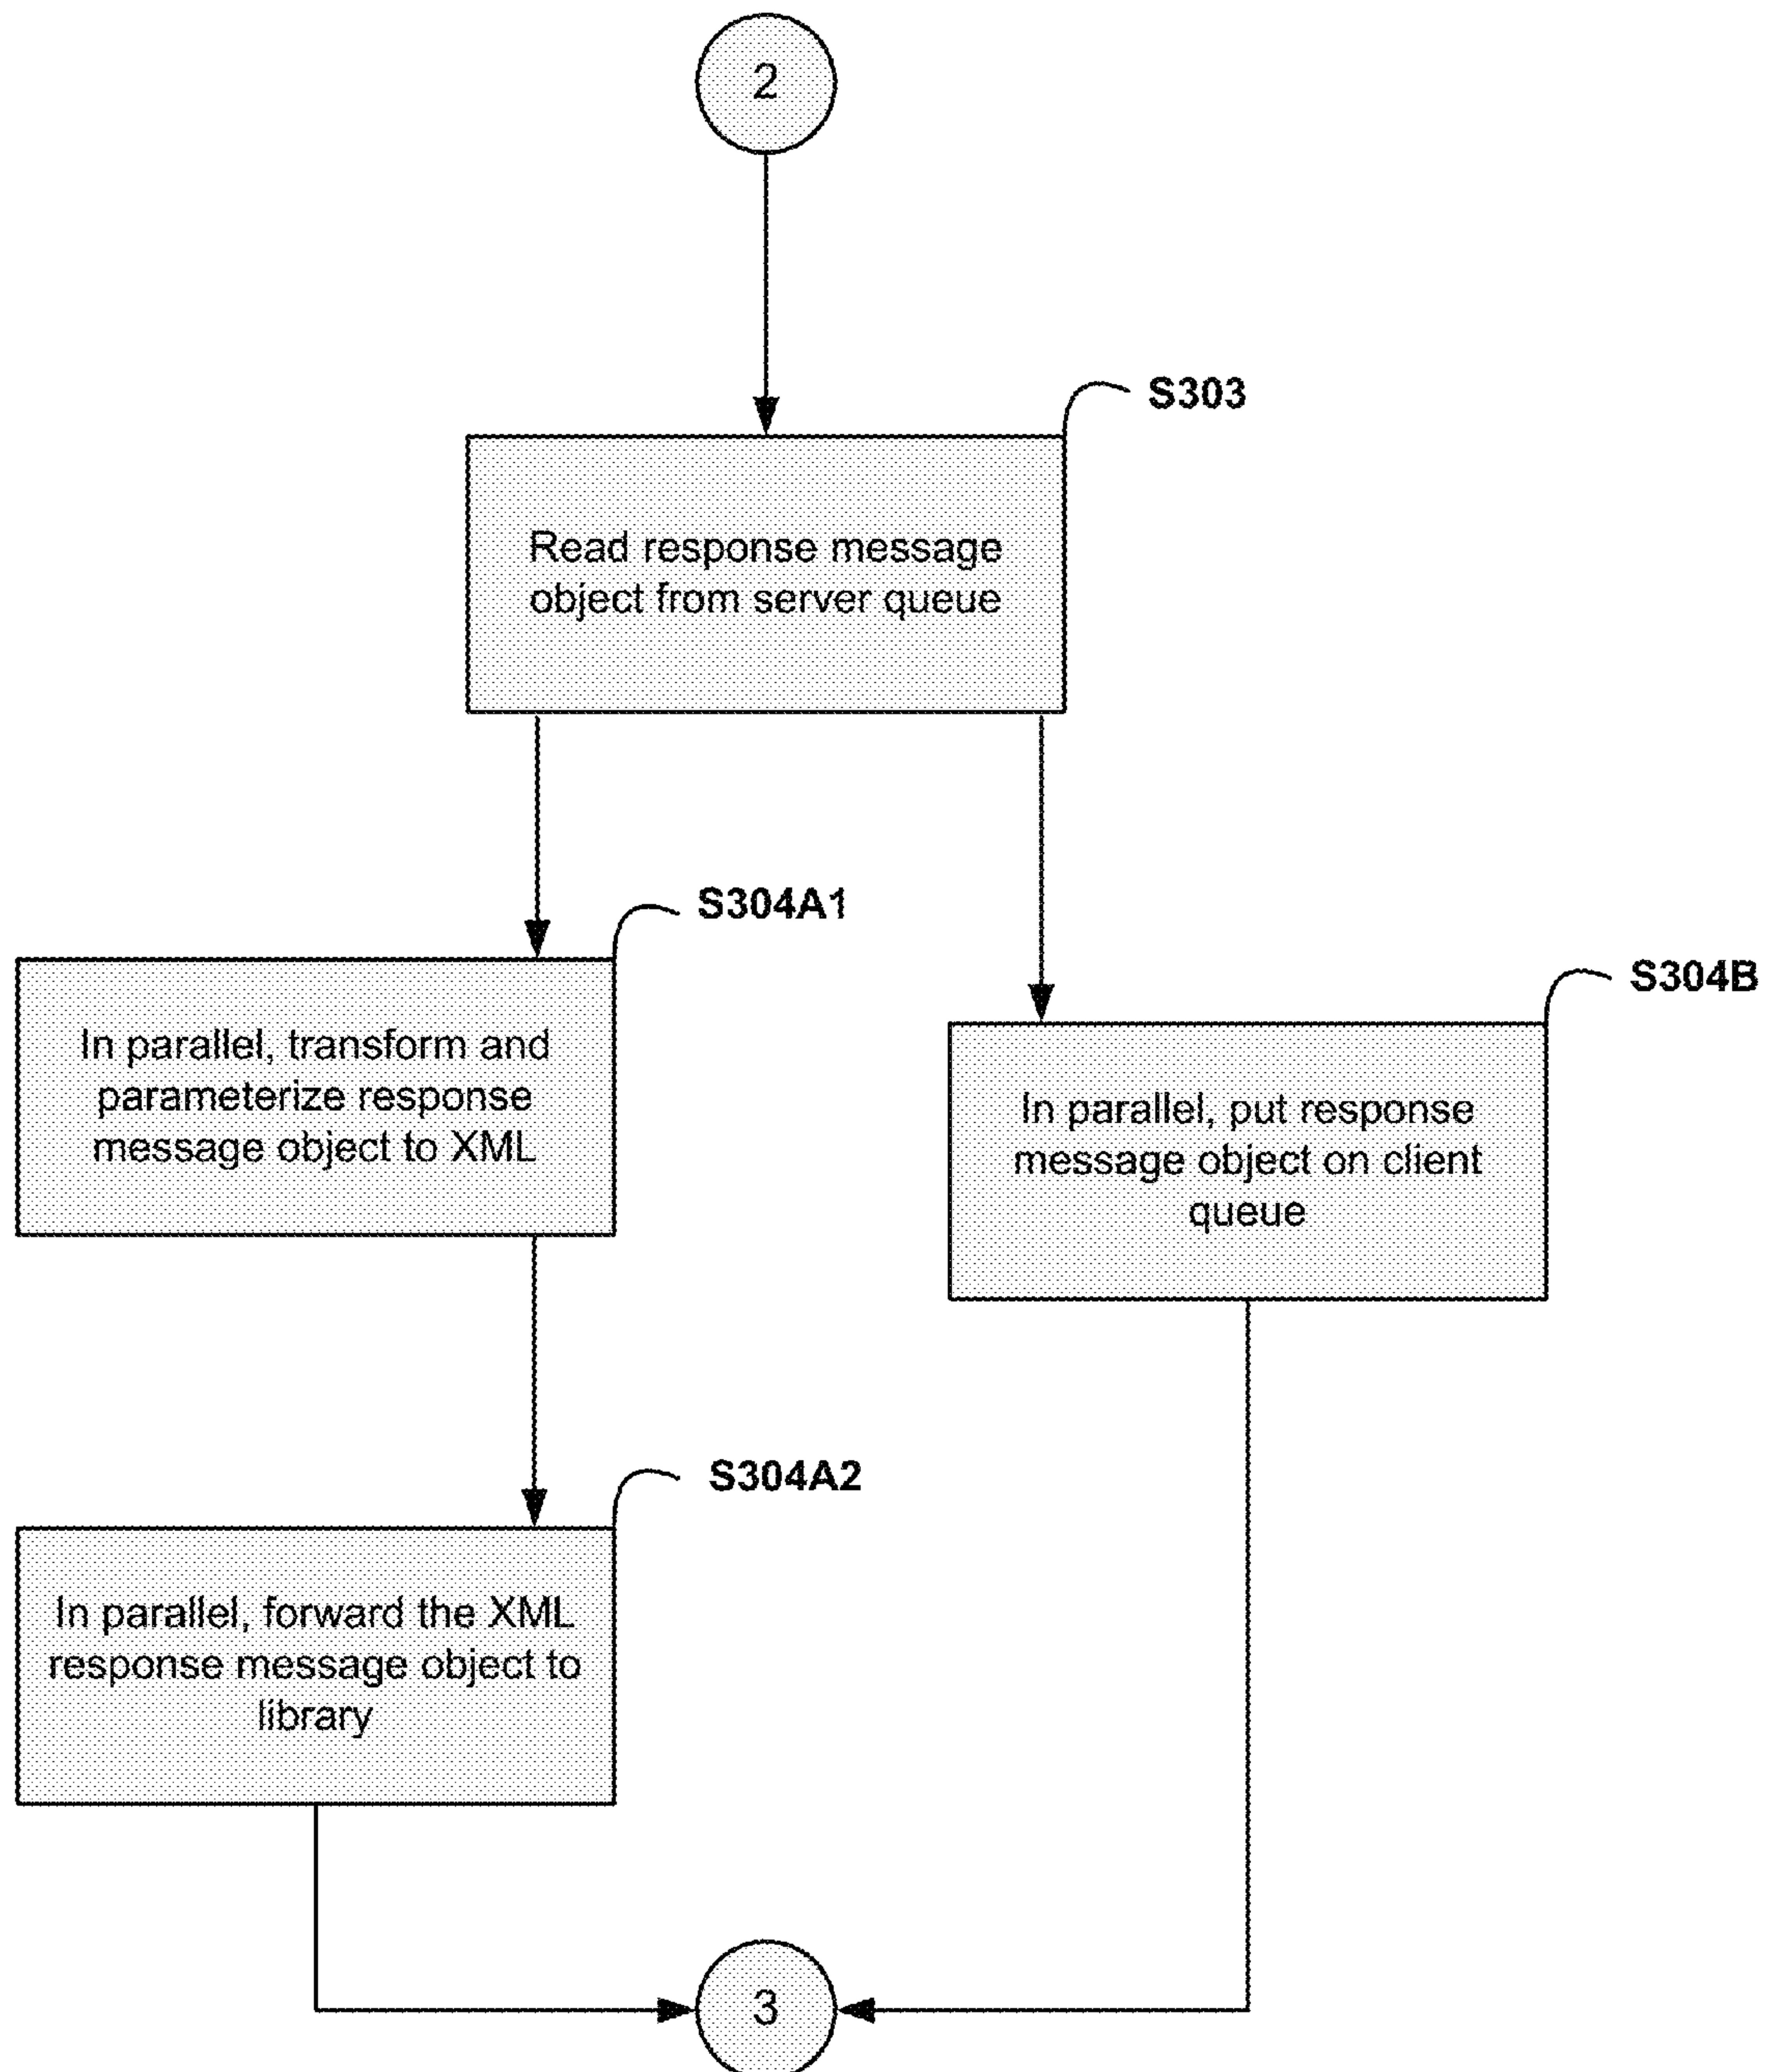 2
S303
Read response message
object from server queue
S304A1
In parallel, transform and
parameterize response
message object to XML
S304B
In parallel, put response
message object on client
queue
S304A2
In parallel, forward the XML
response message object to
library
3